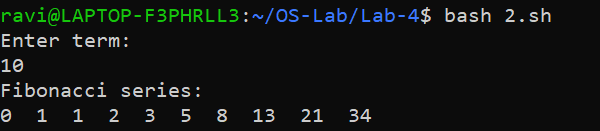 ravi@LAPTOP-F3PHRLL3:~/OS-Lab/Lab-4$ bash 2.sh
Enter term:
10
Fibonacci series:
0  1  1  2  3  5  8  13  21  34